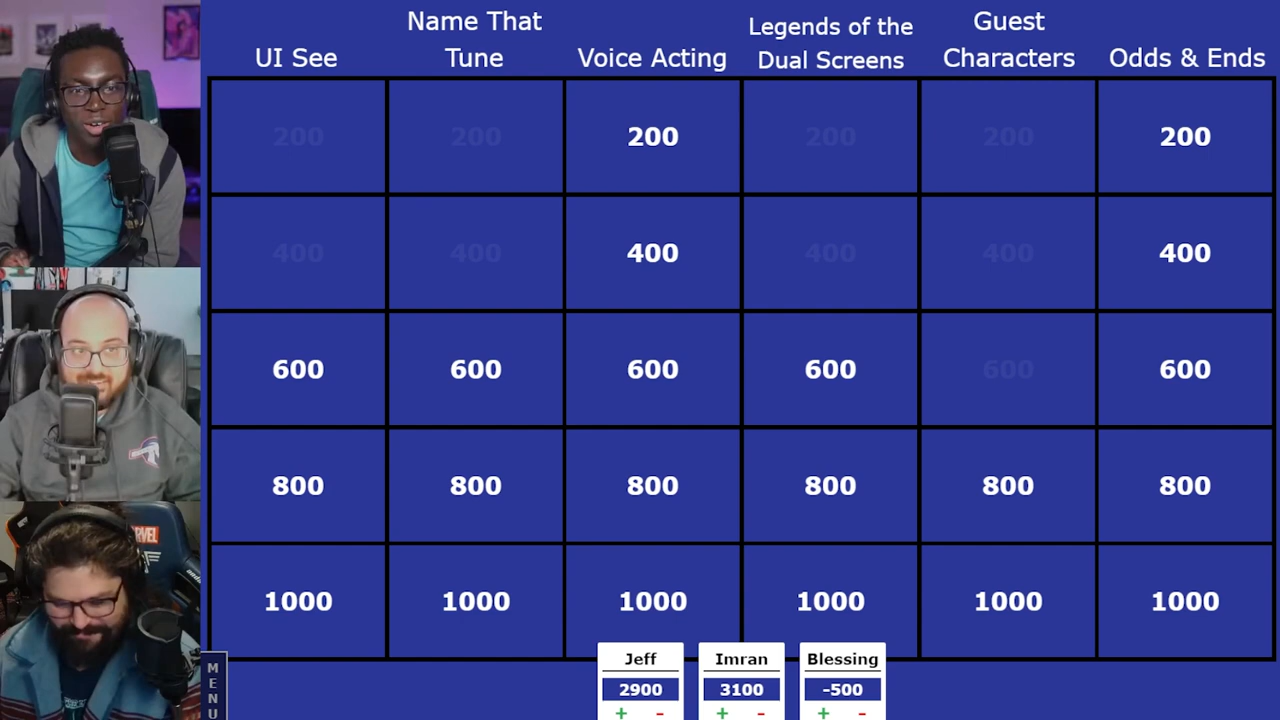 UI See
Name That
Tune
Voice Acting
Legends of the
Dual Screens
Guest
Characters
Odds & Ends
200 200 200 200 200 200
400 400 400 400 400 400
600 600 600 600 600 600
800 800 800 800 800 800
1000 1000 1000 1000 1000 1000
MENU
Jeff
2900
+ -
Imran
3100
+ -
Blessing
-500
+ -
MARVEL